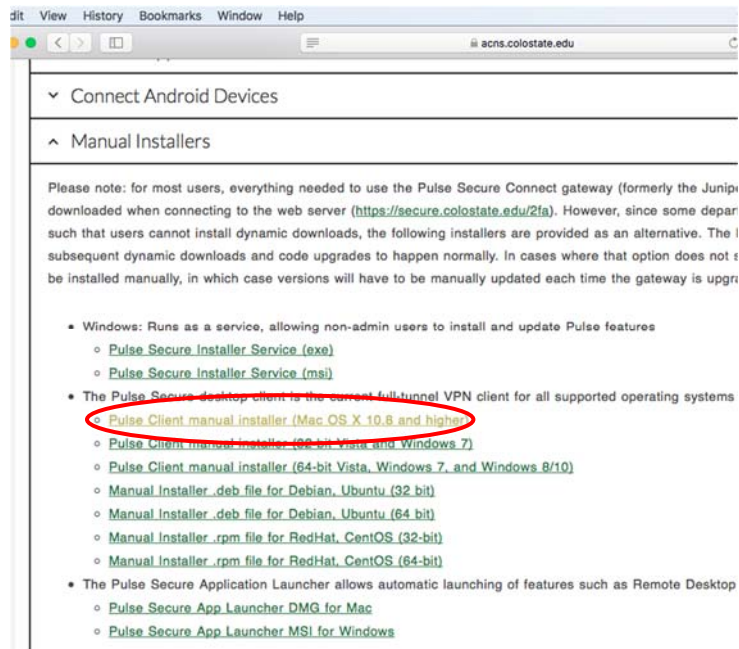 dit View History Bookmarks Window Help
acns.colostate.edu
Connect Android Devices
Manual Installers
Please note: for most users, everything needed to use the Pulse Secure Connect gateway (formerly the Junipe
downloaded when connecting to the web server (https://secure.colostate.edu/2fa). However, since some depar
such that users cannot install dynamic downloads, the following installers are provided as an alternative. The
subsequent dynamic downloads and code upgrades to happen normally. In cases where that option does not s
be installed manually, in which case versions will have to be manually updated each time the gateway is upgra
Windows: Runs as a service, allowing non-admin users to install and update Pulse features
Pulse Secure Installer Service (exe)
Pulse Secure Installer Service (msi)
The Pulse Secure desktop client is the current full-tunnel VPN client for all supported operating systems
Pulse Client manual installer (Mac OS X 10.8 and higher)
Pulse Client manual installer (32-bit Vista and Windows 7)
Pulse Client manual installer (64-bit Vista, Windows 7, and Windows 8/10)
Manual Installer .deb file for Debian, Ubuntu (32 bit)
Manual Installer .deb file for Debian, Ubuntu (64 bit)
Manual Installer .rpm file for RedHat, CentOS (32-bit)
Manual Installer .rpm file for RedHat, CentOS (64-bit)
The Pulse Secure Application Launcher allows automatic launching of features such as Remote Desktop
Pulse Secure App Launcher DMG for Mac
Pulse Secure App Launcher MSI for Windows